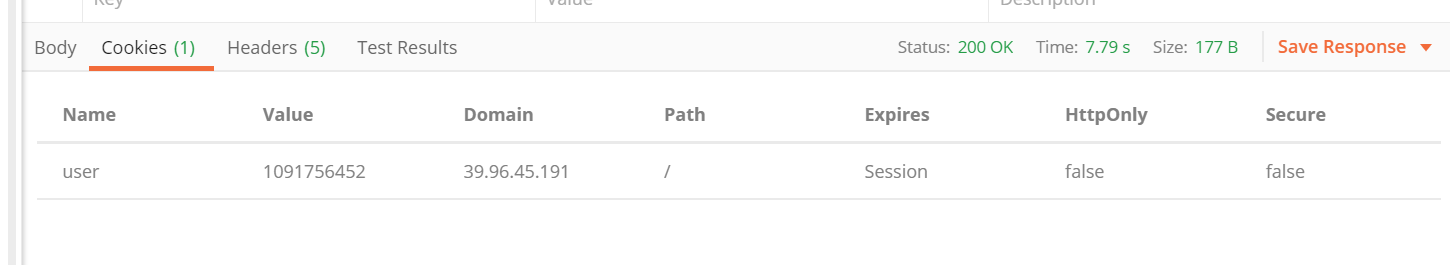 Key Value Description
Body Cookies (1) Headers (5) Test Results Status: 200 OK Time: 7.79 s Size: 177 B Save Response
Name Value Domain Path Expires HttpOnly Secure
user 1091756452 39.96.45.191 / Session false false